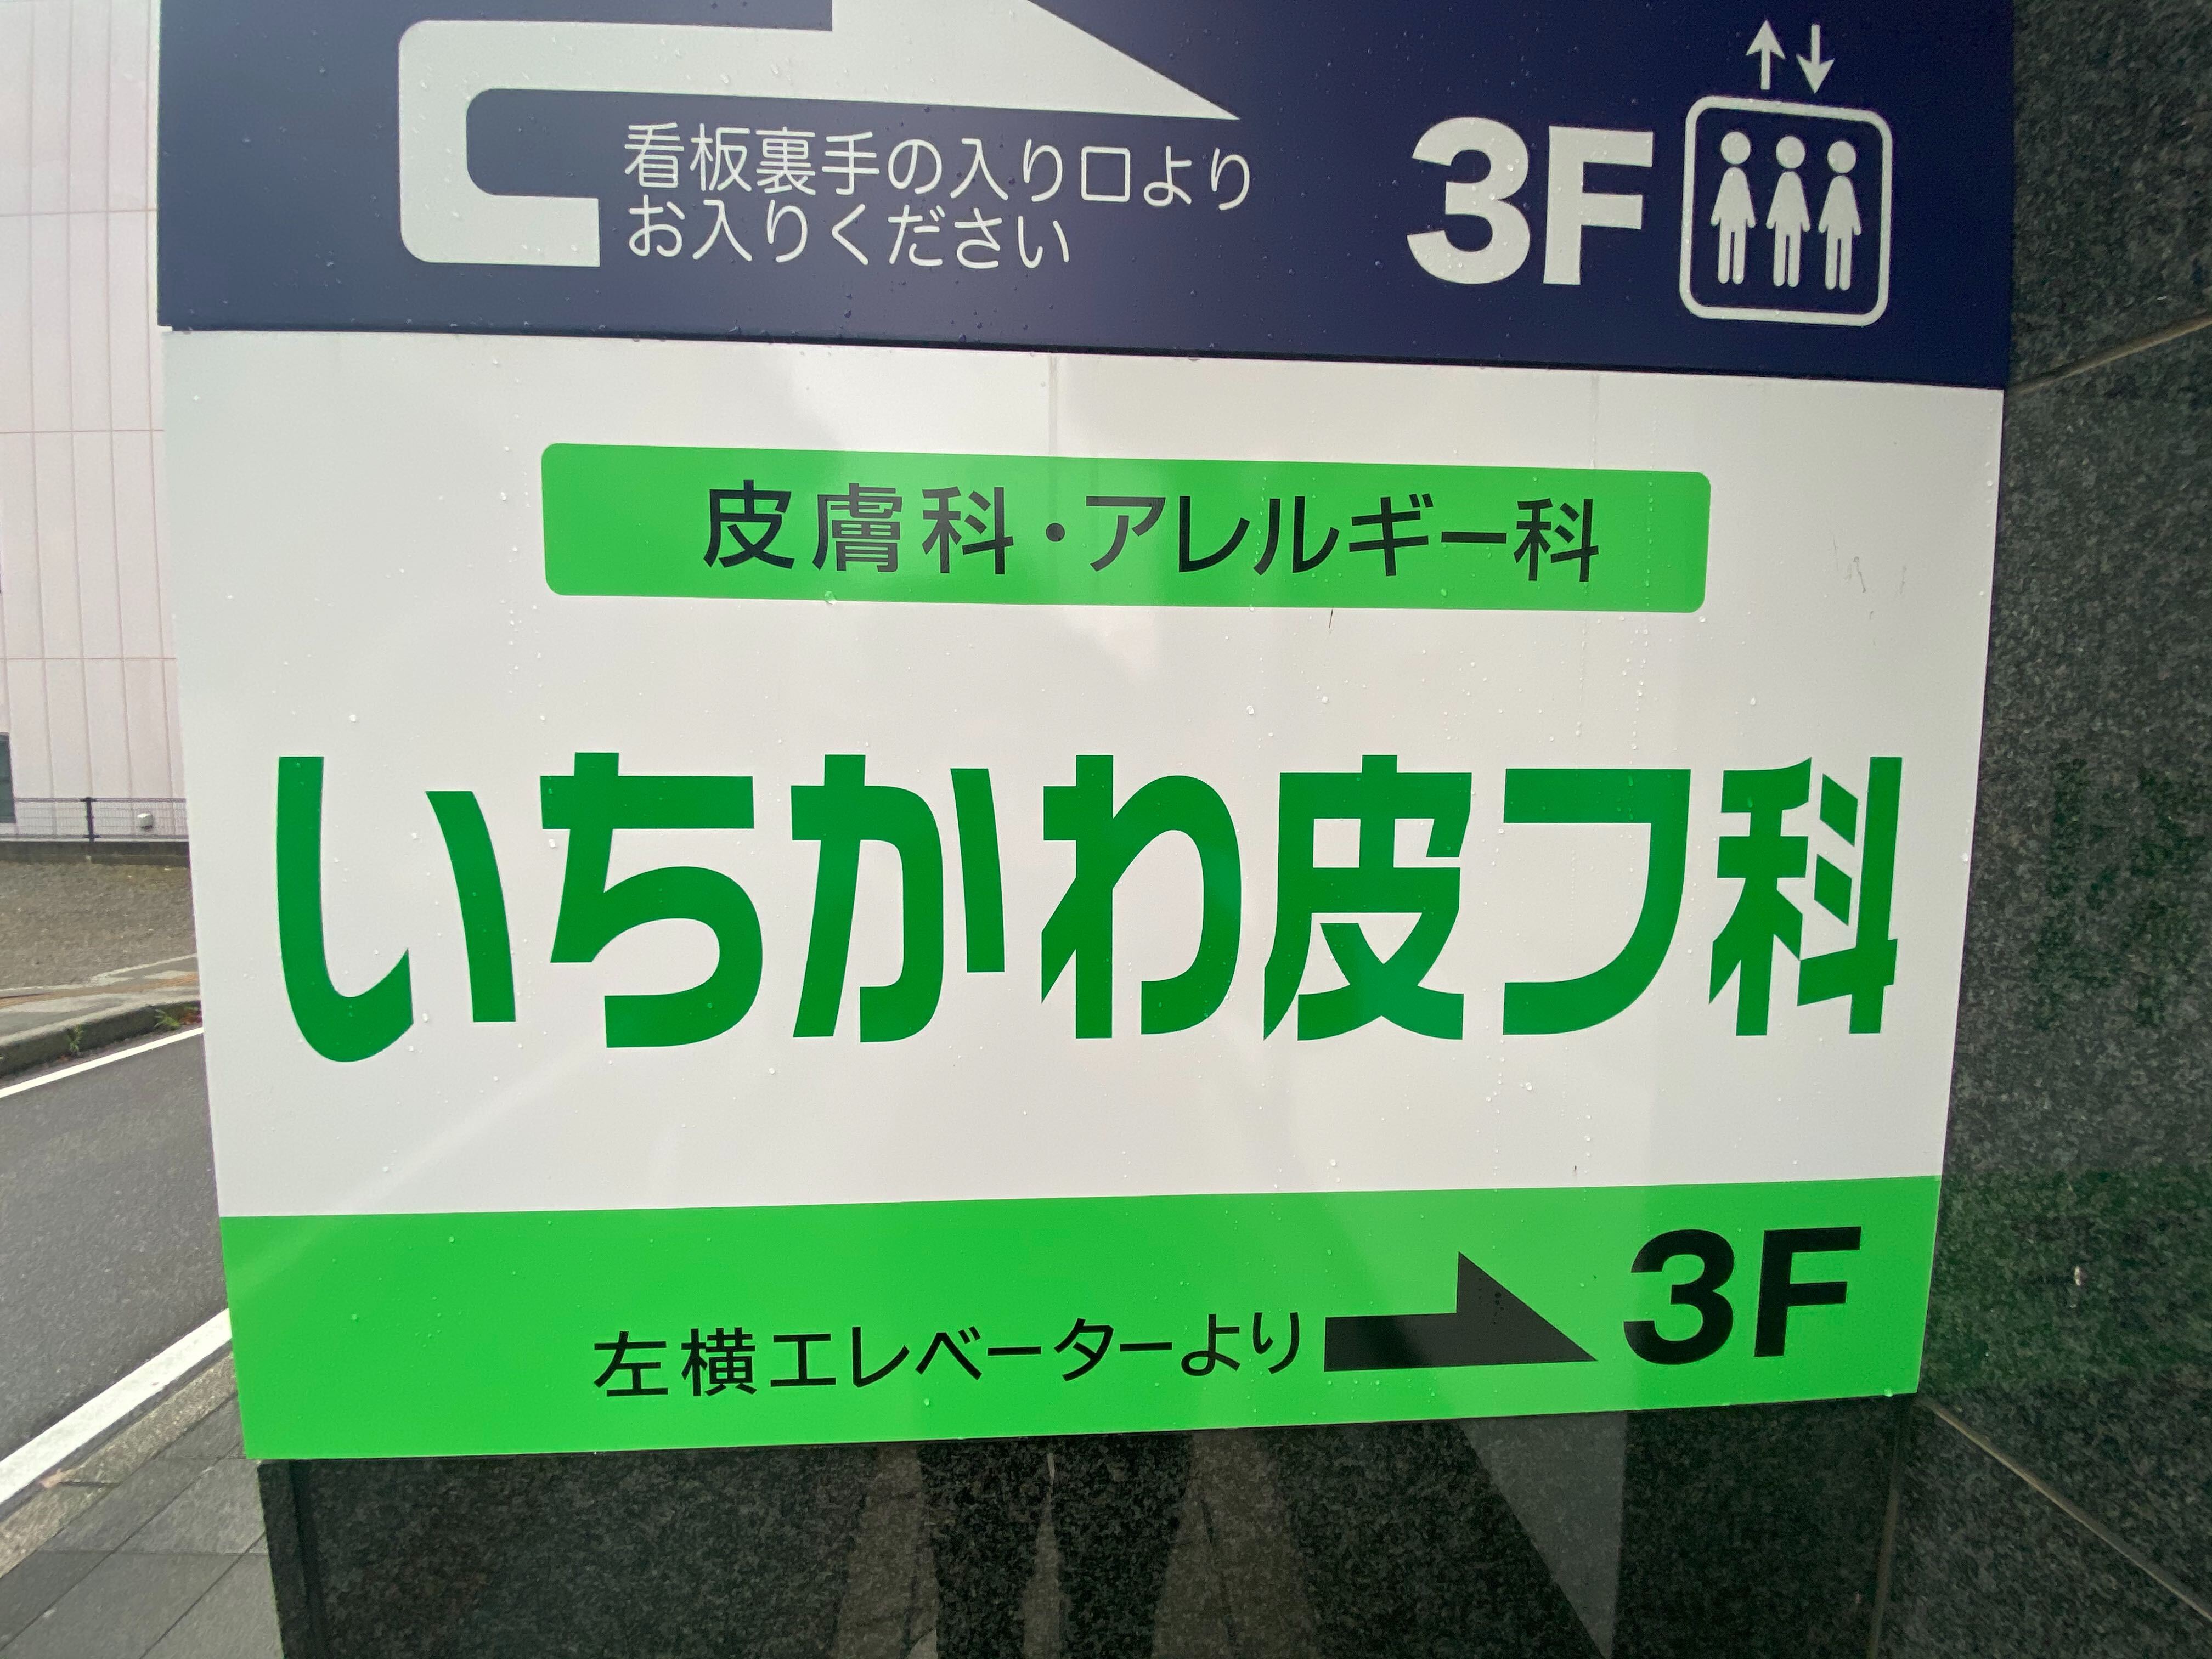 看板裏手の入り口より
お入りください
3F
皮膚科・アレルギー科
いちかわ皮フ科
左横エレベーターより
3F